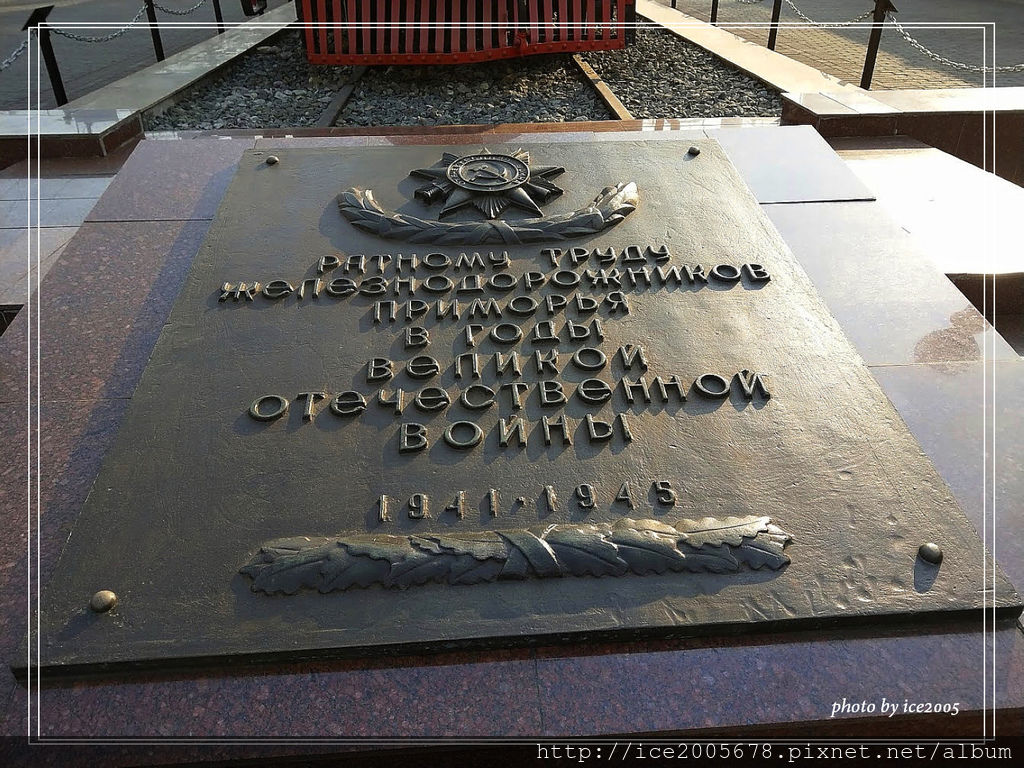 РАТНОМУ ТРУДУ
ЖЕЛЕЗНОДОРОЖНИКОВ
ПРИМОРЬЯ
В ГОДЫ
ВЕЛИКОЙ
ОТЕЧЕСТВЕННОЙ
ВОЙНЫ
1941·1945
photo by ice2005
http://ice2005678.pixnet.net/album